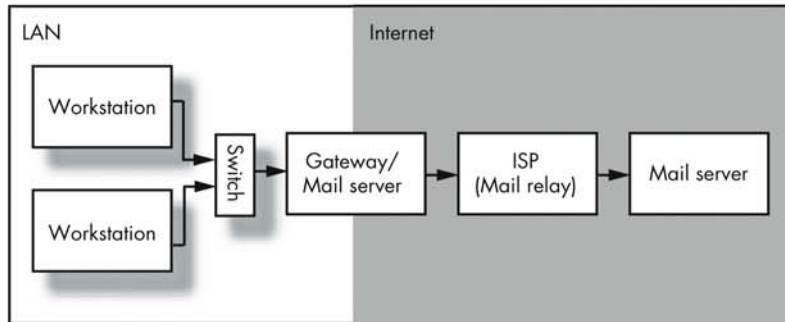 LAN
Internet
Workstation
Workstation
Switch
Gateway/
Mail server
ISP
(Mail relay)
Mail server